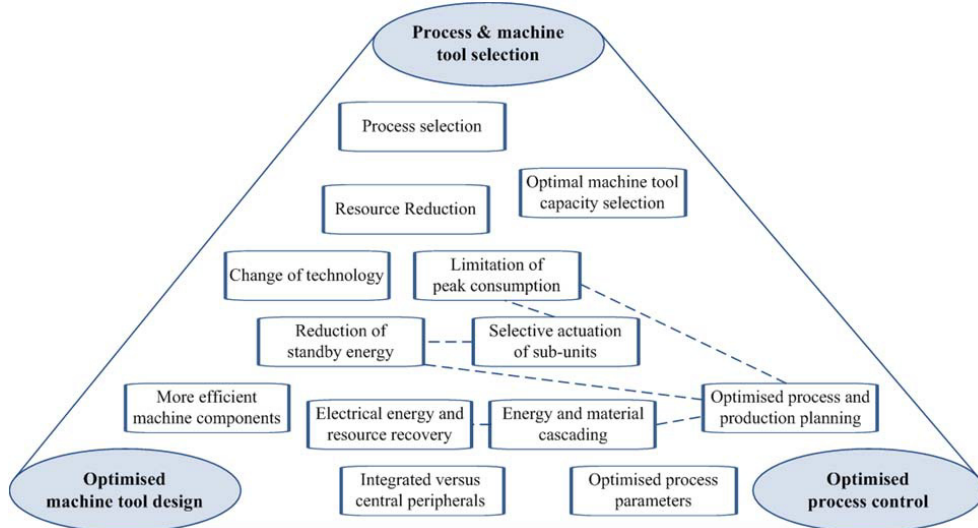 Process & machine
tool selection
Process selection
Optimal machine tool
capacity selection
Resource Reduction
Change of technology
Limitation of
peak consumption
Reduction of
standby energy
Selective actuation
of sub-units
More efficient
machine components
Electrical energy and
resource recovery
Energy and material
cascading
Optimised process and
production planning
Optimised
machine tool design
Integrated versus
central peripherals
Optimised process
parameters
Optimised
process control